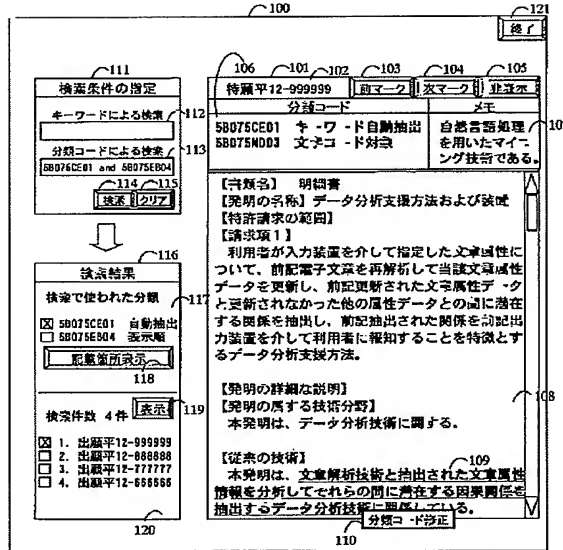 100
121
終了
111
検索条件の指定
キーワードによる検索
112
分類コードによる検索
113
5B075CE01 and 5B075EB04
114
115
検索
クリア
116
検索結果
検索で使われた分類
117
5B075CE01 自動抽出
5B075EB04 表示順
記載箇所表示
118
検索件数 4件
表示
119
1. 出願平12-999999
2. 出願平12-888888
3. 出願平12-777777
4. 出願平12-666666
120
106
101
102
103
104
105
特願平12-999999
前マーク
次マーク
非表示
分類コード
メモ
5B075CE01 キーワード自動抽出
5B075ND03 文字コード対象
自然言語処理
を用いたマイニ
ング技術である。
10
【書類名】 明細書
【発明の名称】データ分析支援方法および装置
【特許請求の範囲】
【請求項1】
利用者が入力装置を介して指定した文章属性
について、前記電子文章を再解析して当該文章属性
データを更新し、前記更新された文字属性データ
と更新されなかった他の属性データとの間に潜在
する関係を抽出し、前記抽出された関係を前記出
力装置を介して利用者に報知することを特徴とす
るデータ分析支援方法。
【発明の詳細な説明】
【発明の属する技術分野】
本発明は、データ分析技術に関する。
108
【従来の技術】
109
本発明は、文章解析技術と抽出された文章属性
情報を分析してそれらの間に潜在する因果関係を
抽出するデータ分析技術に関係している。
分類コード修正
110